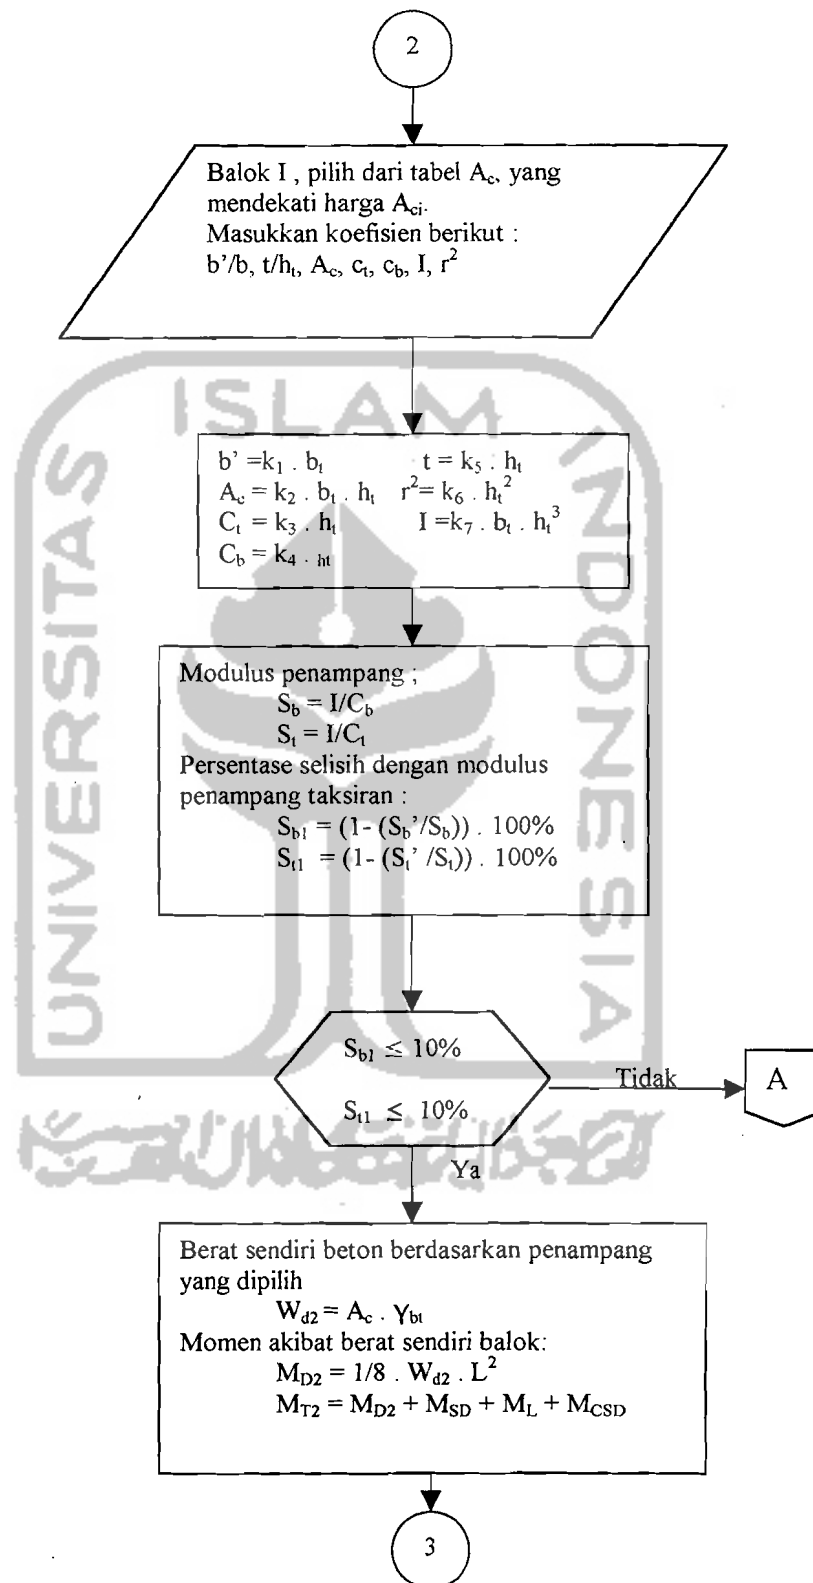 2
Balok I , pilih dari tabel A_c, yang
mendekati harga A_ci.
Masukkan koefisien berikut :
b’/b, t/h_t, A_c, c_t, c_b, I, r²
b’ =k₁ . b_t t = k₅ . h_t
A_c = k₂ . b_t . h_t r²= k₆ . h_t²
C_t = k₃ . h_t I =k₇ . b_t . h_t³
C_b = k₄ . ht
Modulus penampang ;
S_b = I/C_b
S_t = I/C_t
Persentase selisih dengan modulus
penampang taksiran :
S_b1 = (1- (S_b’/S_b)) . 100%
S_t1 = (1- (S_t’ /S_t)) . 100%
S_b1 ≤ 10%
S_t1 ≤ 10%
Tidak
A
Ya
Berat sendiri beton berdasarkan penampang
yang dipilih
W_d2 = A_c . γ_bt
Momen akibat berat sendiri balok:
M_D2 = 1/8 . W_d2 . L²
M_T2 = M_D2 + M_SD + M_L + M_CSD
3
UNIVERSITAS
ISLAM
INDONESIA